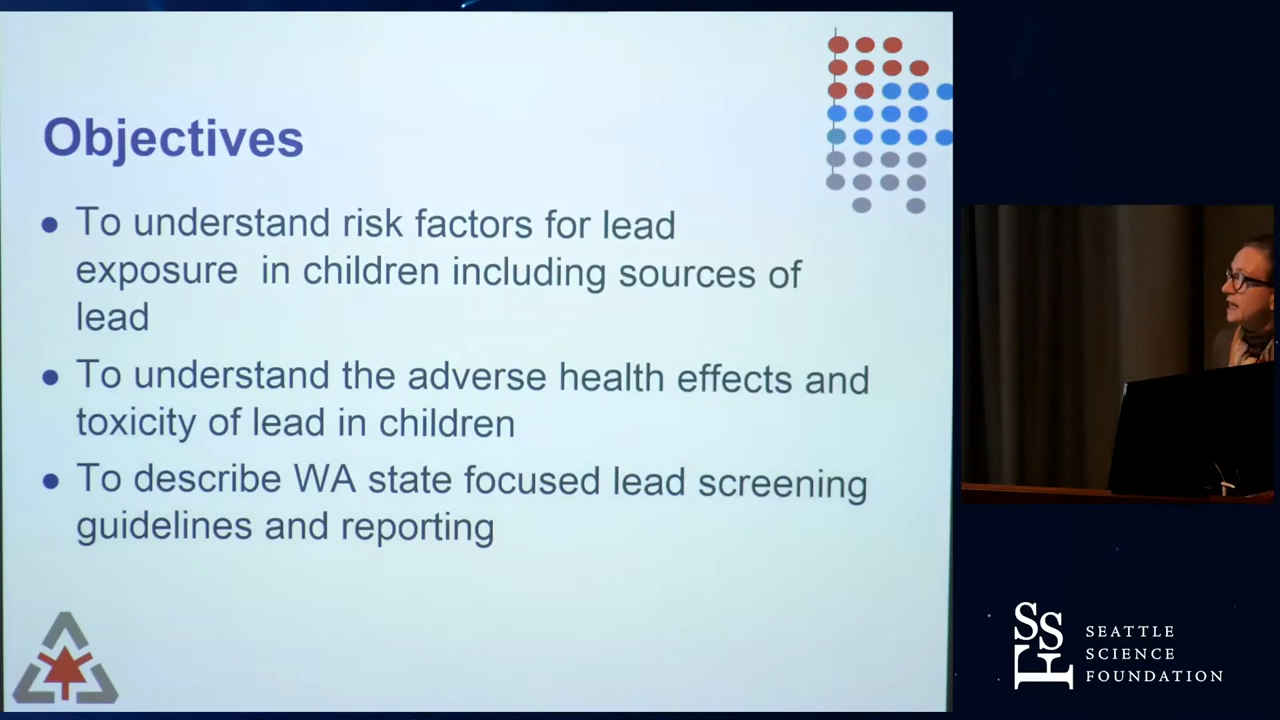 Objectives
To understand risk factors for lead
exposure in children including sources of
lead
To understand the adverse health effects and
toxicity of lead in children
To describe WA state focused lead screening
guidelines and reporting
SSF
SEATTLE
SCIENCE
FOUNDATION